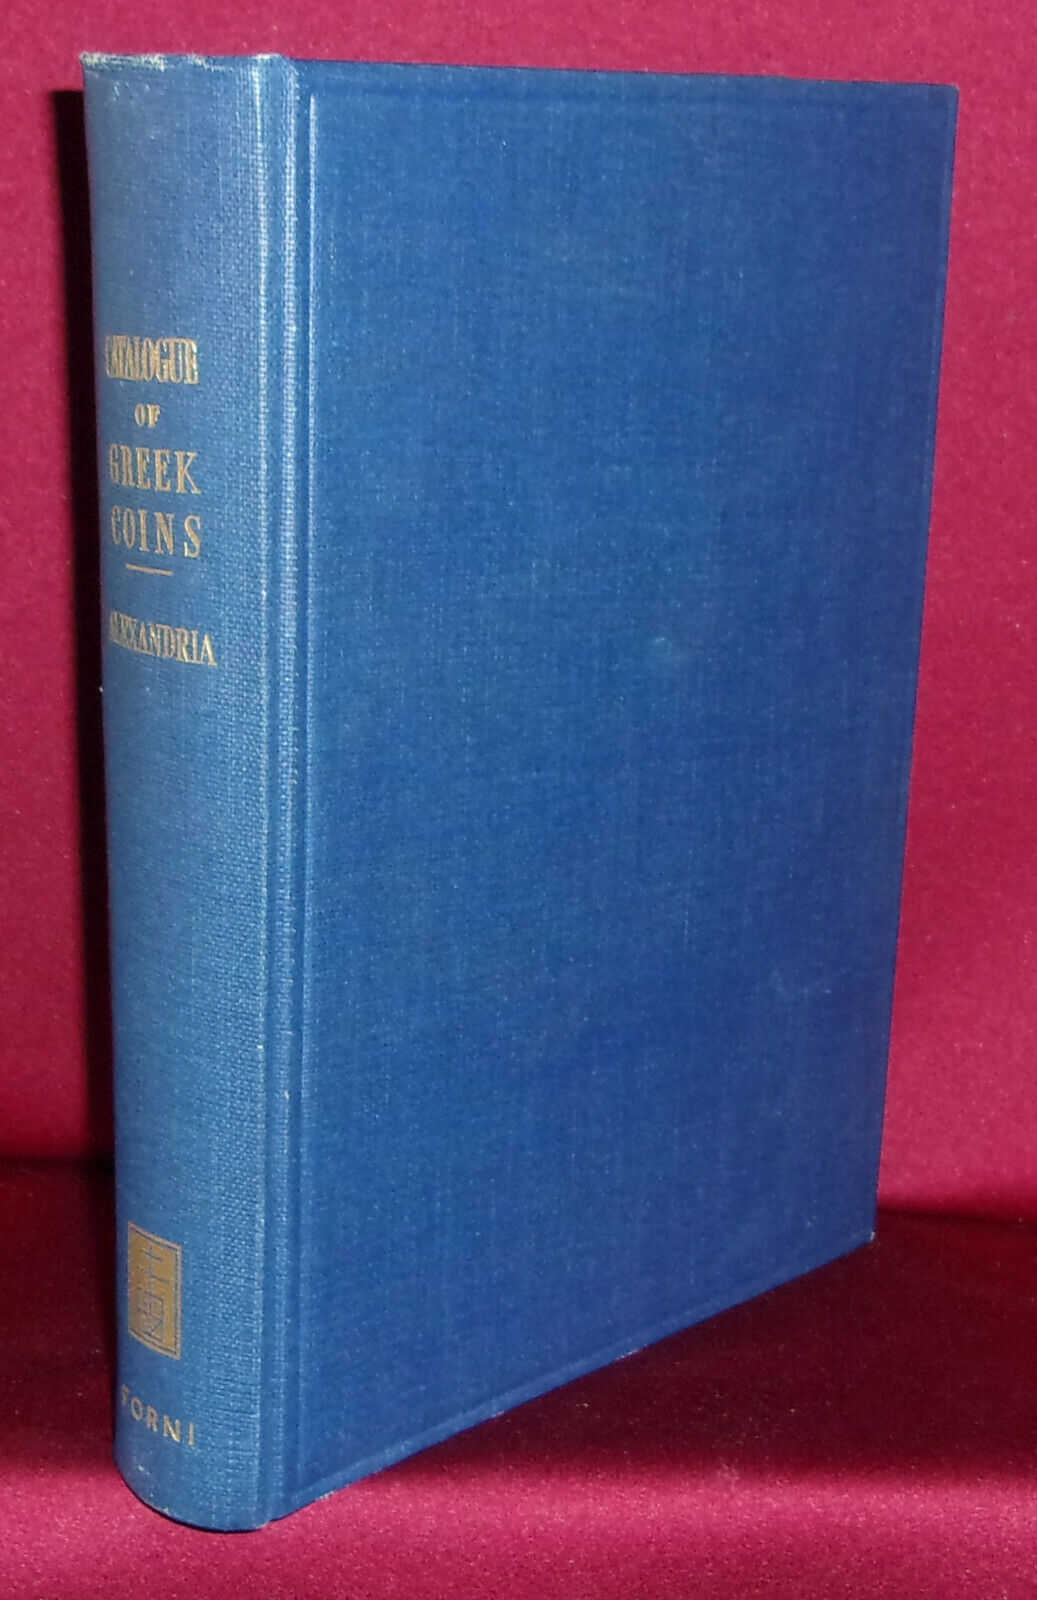 CATALOGUE
OF
GREEK
COINS
ALEXANDRIA
FORNI